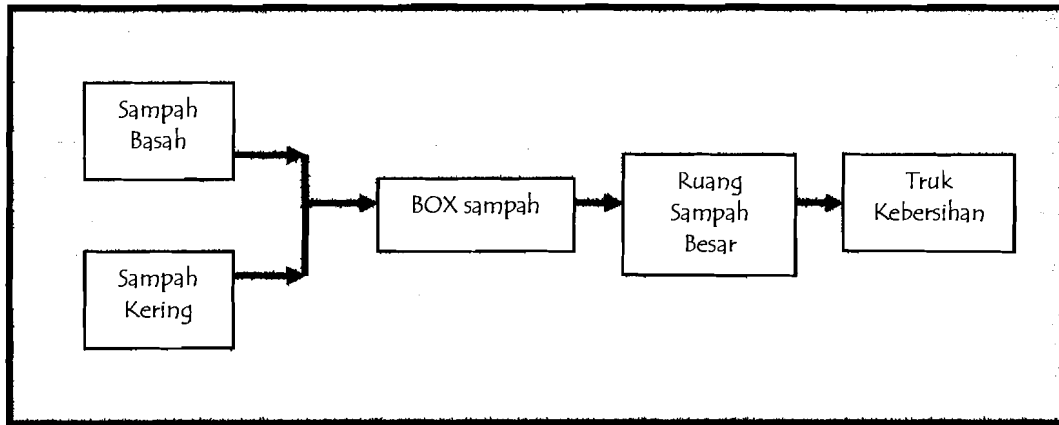 Sampah
Basah
Sampah
Kering
BOX sampah
Ruang
Sampah
Besar
Truk
Kebersihan